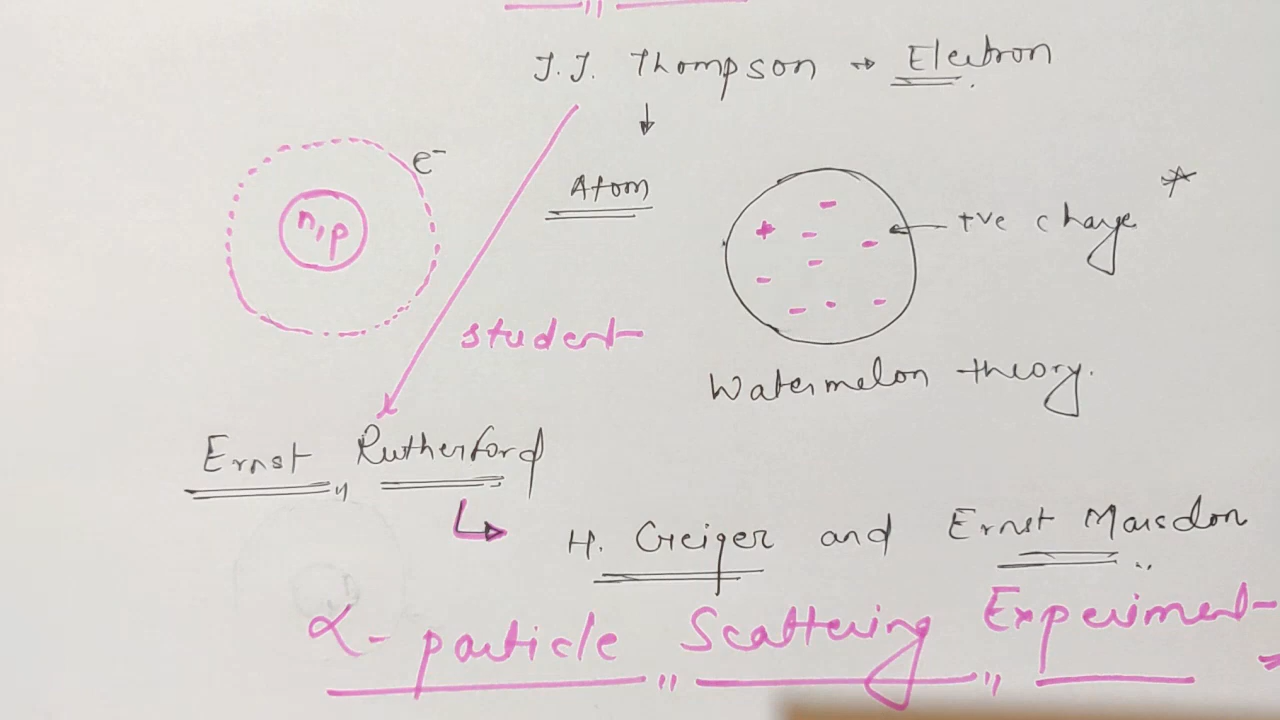 J.J. Thompson → Electron
e⁻
n,p
Atom
+ve charge *
student
Watermelon theory.
Ernst Rutherford
H. Geiger and Ernst Marsdon
α-particle Scattering Experiment